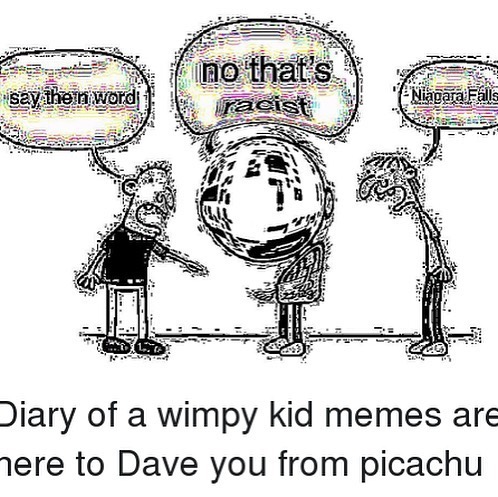 say the n word
no that's
racist
Niagara Falls
Diary of a wimpy kid memes are
here to Dave you from picachu